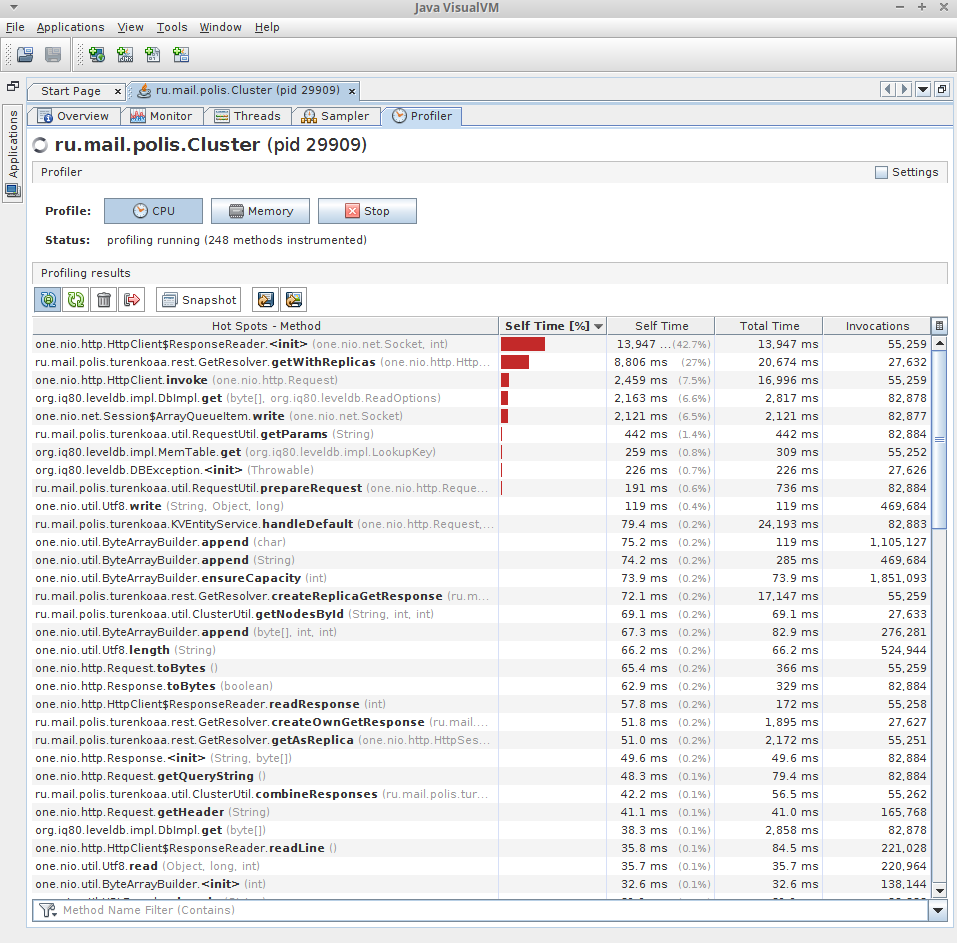 Java VisualVM
File Applications View Tools Window Help
Start Page × ru.mail.polis.Cluster (pid 29909) ×
Applications
Overview Monitor Threads Sampler Profiler
ru.mail.polis.Cluster (pid 29909)
Profiler Settings
Profile: CPU Memory Stop
Status: profiling running (248 methods instrumented)
Profiling results
Snapshot
Hot Spots - Method Self Time [%] Self Time Total Time Invocations
one.nio.http.HttpClient$ResponseReader.<init> (one.nio.net.Socket, int) 13,947 ... (42.7%) 13,947 ms 55,259
ru.mail.polis.turenkoaa.rest.GetResolver.getWithReplicas (one.nio.http.Http... 8,806 ms (27%) 20,674 ms 27,632
one.nio.http.HttpClient.invoke (one.nio.http.Request) 2,459 ms (7.5%) 16,996 ms 55,259
org.iq80.leveldb.impl.DbImpl.get (byte[], org.iq80.leveldb.ReadOptions) 2,163 ms (6.6%) 2,817 ms 82,878
one.nio.net.Session$ArrayQueueItem.write (one.nio.net.Socket) 2,121 ms (6.5%) 2,121 ms 82,877
ru.mail.polis.turenkoaa.util.RequestUtil.getParams (String) 442 ms (1.4%) 442 ms 82,884
org.iq80.leveldb.impl.MemTable.get (org.iq80.leveldb.impl.LookupKey) 259 ms (0.8%) 309 ms 55,252
org.iq80.leveldb.DBException.<init> (Throwable) 226 ms (0.7%) 226 ms 27,626
ru.mail.polis.turenkoaa.util.RequestUtil.prepareRequest (one.nio.http.Reque... 191 ms (0.6%) 736 ms 82,884
one.nio.util.Utf8.write (String, Object, long) 119 ms (0.4%) 119 ms 469,684
ru.mail.polis.turenkoaa.KVEntityService.handleDefault (one.nio.http.Request,... 79.4 ms (0.2%) 24,193 ms 82,883
one.nio.util.ByteArrayBuilder.append (char) 75.2 ms (0.2%) 119 ms 1,105,127
one.nio.util.ByteArrayBuilder.append (String) 74.2 ms (0.2%) 285 ms 469,684
one.nio.util.ByteArrayBuilder.ensureCapacity (int) 73.9 ms (0.2%) 73.9 ms 1,851,093
ru.mail.polis.turenkoaa.rest.GetResolver.createReplicaGetResponse (ru.m... 72.1 ms (0.2%) 17,147 ms 55,259
ru.mail.polis.turenkoaa.util.ClusterUtil.getNodesById (String, int, int) 69.1 ms (0.2%) 69.1 ms 27,633
one.nio.util.ByteArrayBuilder.append (byte[], int, int) 67.3 ms (0.2%) 82.9 ms 276,281
one.nio.util.Utf8.length (String) 66.2 ms (0.2%) 66.2 ms 524,944
one.nio.http.Request.toBytes () 65.4 ms (0.2%) 366 ms 55,259
one.nio.http.Response.toBytes (boolean) 62.9 ms (0.2%) 329 ms 82,884
one.nio.http.HttpClient$ResponseReader.readResponse (int) 57.8 ms (0.2%) 172 ms 55,258
ru.mail.polis.turenkoaa.rest.GetResolver.createOwnGetResponse (ru.mail.... 51.8 ms (0.2%) 1,895 ms 27,627
ru.mail.polis.turenkoaa.rest.GetResolver.getAsReplica (one.nio.http.HttpSes... 51.0 ms (0.2%) 2,172 ms 55,251
one.nio.http.Response.<init> (String, byte[]) 49.6 ms (0.2%) 49.6 ms 82,884
one.nio.http.Request.getQueryString () 48.3 ms (0.1%) 79.4 ms 82,884
ru.mail.polis.turenkoaa.util.ClusterUtil.combineResponses (ru.mail.polis.tur... 42.2 ms (0.1%) 56.5 ms 55,262
one.nio.http.Request.getHeader (String) 41.1 ms (0.1%) 41.0 ms 165,768
org.iq80.leveldb.impl.DbImpl.get (byte[]) 38.3 ms (0.1%) 2,858 ms 82,878
one.nio.http.HttpClient$ResponseReader.readLine () 35.8 ms (0.1%) 84.5 ms 221,028
one.nio.util.Utf8.read (Object, long, int) 35.7 ms (0.1%) 35.7 ms 220,964
one.nio.util.ByteArrayBuilder.<init> (int) 32.6 ms (0.1%) 32.6 ms 138,144
Method Name Filter (Contains)